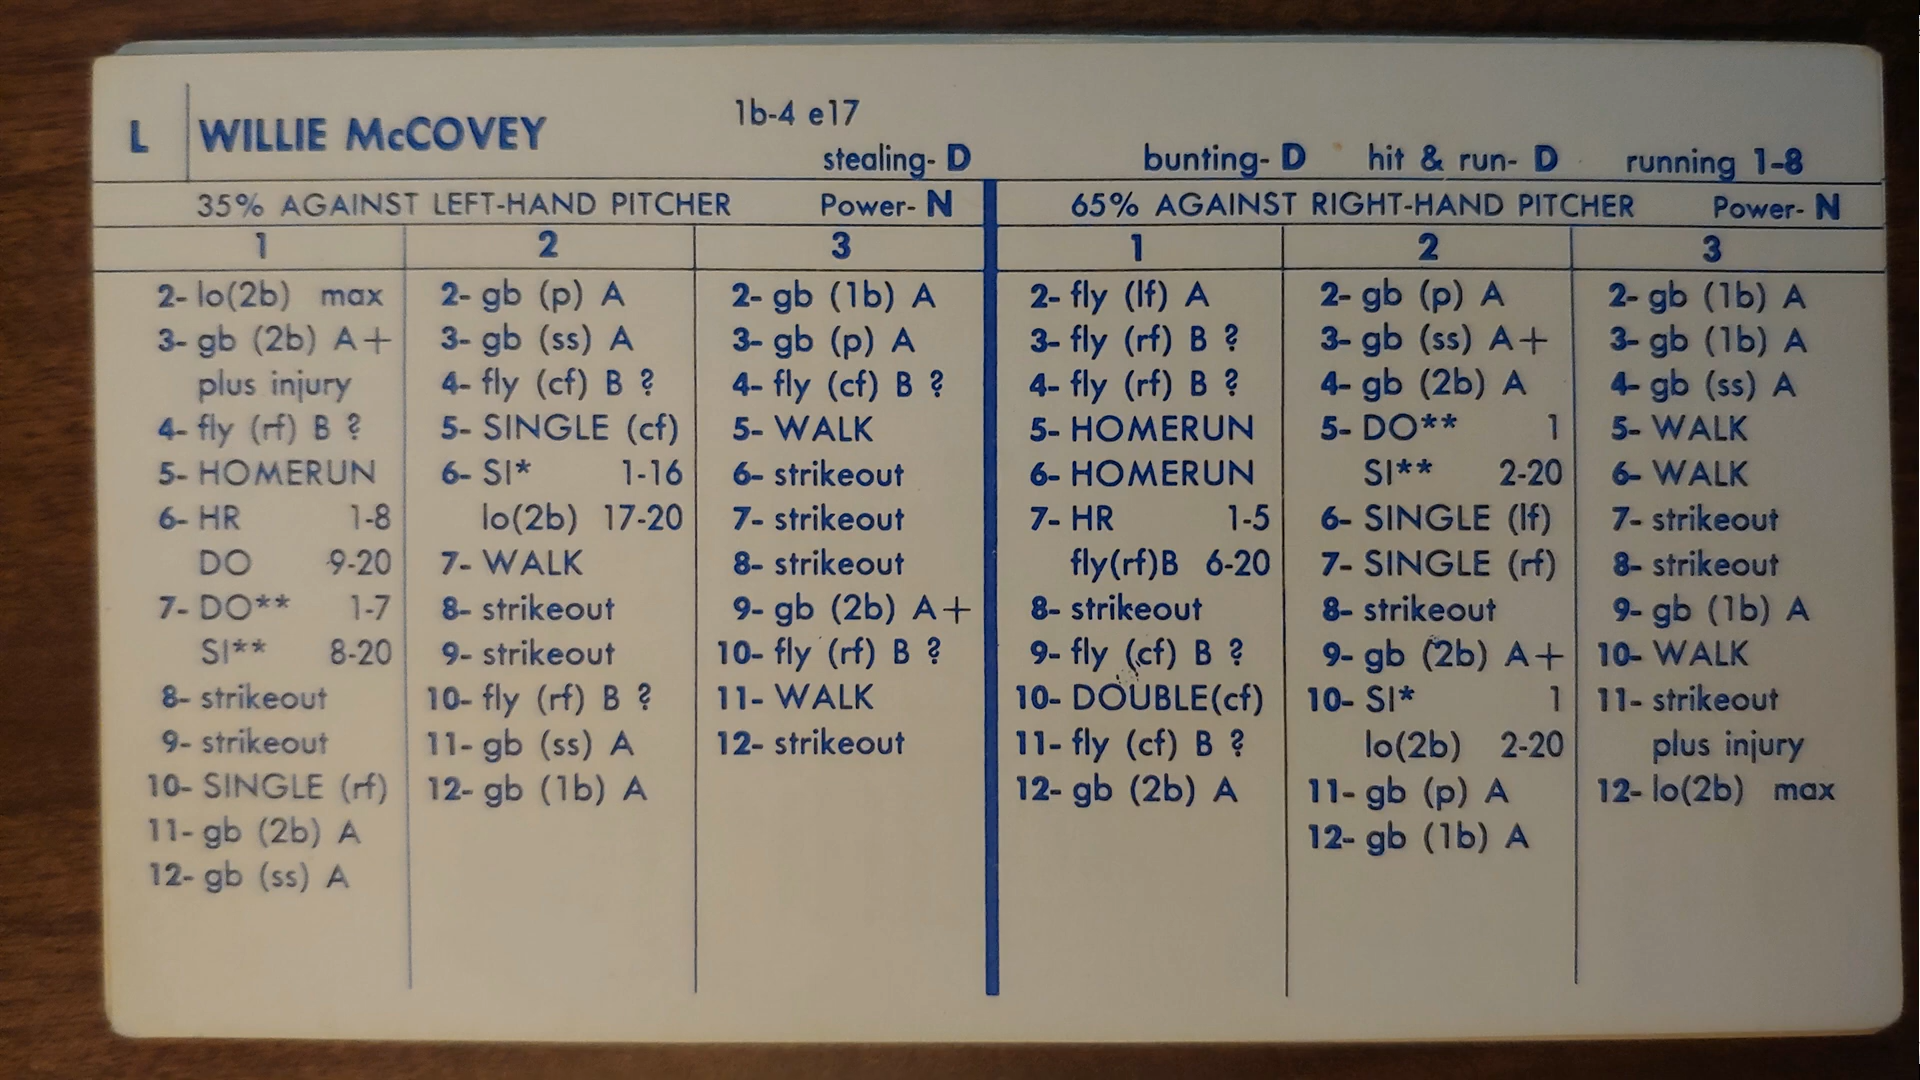 L WILLIE McCOVEY 1b-4 e17
stealing- D bunting- D hit & run- D running 1-8
35% AGAINST LEFT-HAND PITCHER Power- N
1 2 3
2- lo(2b) max
3- gb (2b) A+
plus injury
4- fly (rf) B ?
5- HOMERUN
6- HR 1-8
DO 9-20
7- DO** 1-7
SI** 8-20
8- strikeout
9- strikeout
10- SINGLE (rf)
11- gb (2b) A
12- gb (ss) A
2- gb (p) A
3- gb (ss) A
4- fly (cf) B ?
5- SINGLE (cf)
6- SI* 1-16
lo(2b) 17-20
7- WALK
8- strikeout
9- strikeout
10- fly (rf) B ?
11- gb (ss) A
12- gb (1b) A
2- gb (1b) A
3- gb (p) A
4- fly (cf) B ?
5- WALK
6- strikeout
7- strikeout
8- strikeout
9- gb (2b) A+
10- fly (rf) B ?
11- WALK
12- strikeout
65% AGAINST RIGHT-HAND PITCHER Power- N
1 2 3
2- fly (lf) A
3- fly (rf) B ?
4- fly (rf) B ?
5- HOMERUN
6- HOMERUN
7- HR 1-5
fly(rf)B 6-20
8- strikeout
9- fly (cf) B ?
10- DOUBLE(cf)
11- fly (cf) B ?
12- gb (2b) A
2- gb (p) A
3- gb (ss) A+
4- gb (2b) A
5- DO** 1
SI** 2-20
6- SINGLE (lf)
7- SINGLE (rf)
8- strikeout
9- gb (2b) A+
10- SI* 1
lo(2b) 2-20
11- gb (p) A
12- gb (1b) A
2- gb (1b) A
3- gb (1b) A
4- gb (ss) A
5- WALK
6- WALK
7- strikeout
8- strikeout
9- gb (1b) A
10- WALK
11- strikeout
plus injury
12- lo(2b) max